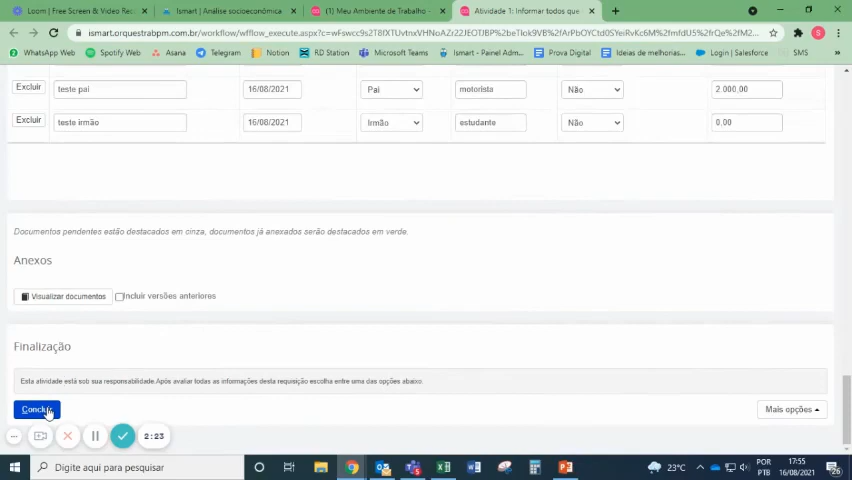 Loom | Free Screen & Video Rec
Ismart | Análise socioeconômica
(1) Meu Ambiente de Trabalho -
Atividade 1: Informar todos que
ismart.orquestrabpm.com.br/workflow/wfflow_execute.aspx?
S
WhatsApp Web
Spotify Web
Asana
Telegram
Notion
RD Station
Microsoft Teams
Ismart - Painel Adm...
Prova Digital
Ideias de melhorias...
Login | Salesforce
SMS
Excluir
teste pai
16/08/2021
Pai
motorista
Não
2.000,00
Excluir
teste irmão
16/08/2021
Irmão
estudante
Não
0,00
Documentos pendentes estão destacados em cinza, documentos já anexados serão destacados em verde.
Anexos
Visualizar documentos
Incluir versões anteriores
Finalização
Esta atividade está sob sua responsabilidade.Após avaliar todas as informações desta requisição escolha entre uma das opções abaixo.
Concluir
Mais opções
2:23
Digite aqui para pesquisar
23°C
POR
PTB
17:55
16/08/2021
26